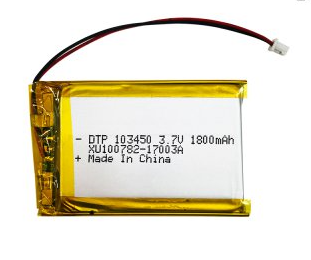 - DTP 103450 3.7V 1800mAh
XU100782-17003A
+ Made In China